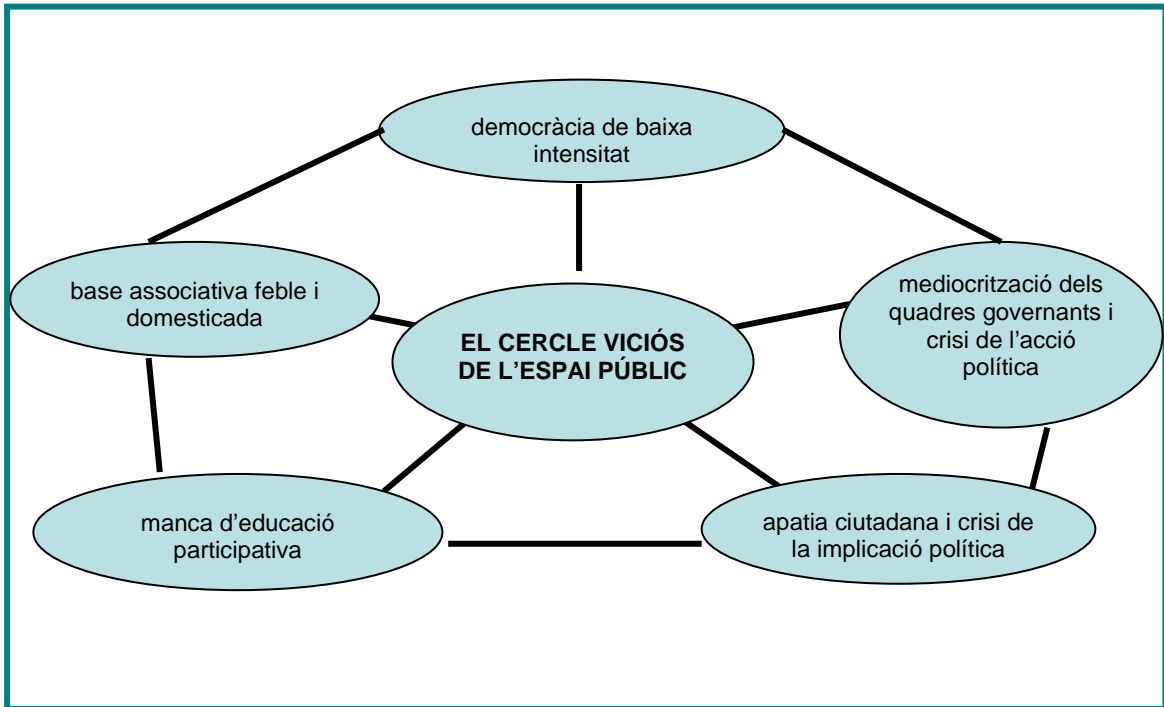 democràcia de baixa
intensitat
base associativa feble i
domesticada
mediocrització dels
quadres governants i
crisi de l’acció
política
EL CERCLE VICIÓS
DE L’ESPAI PÚBLIC
manca d’educació
participativa
apatia ciutadana i crisi de
la implicació política